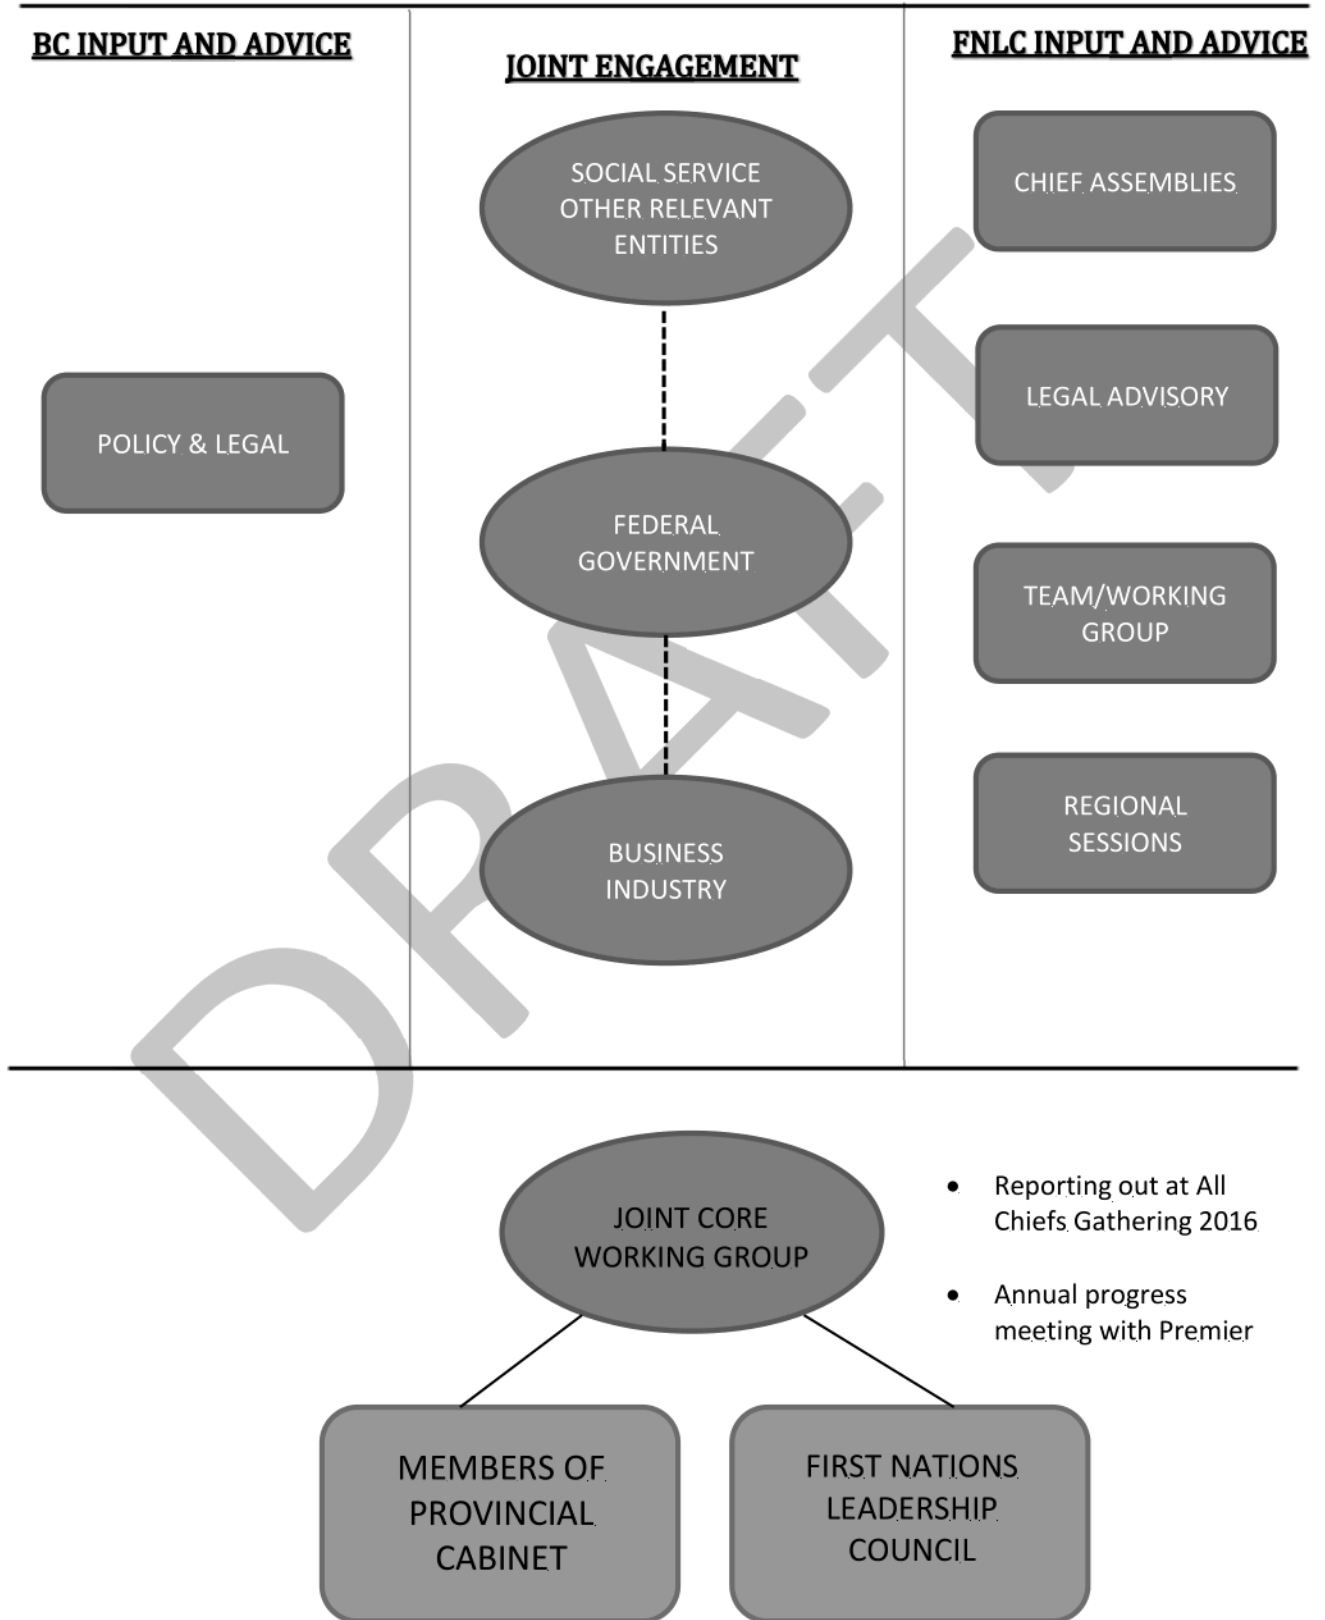 BC INPUT AND ADVICE
POLICY & LEGAL
JOINT ENGAGEMENT
SOCIAL SERVICE
OTHER RELEVANT
ENTITIES
FEDERAL
GOVERNMENT
BUSINESS
INDUSTRY
FNLC INPUT AND ADVICE
CHIEF ASSEMBLIES
LEGAL ADVISORY
TEAM/WORKING
GROUP
REGIONAL
SESSIONS
DRAFT
JOINT CORE
WORKING GROUP
• Reporting out at All
Chiefs Gathering 2016
• Annual progress
meeting with Premier
MEMBERS OF
PROVINCIAL
CABINET
FIRST NATIONS
LEADERSHIP
COUNCIL